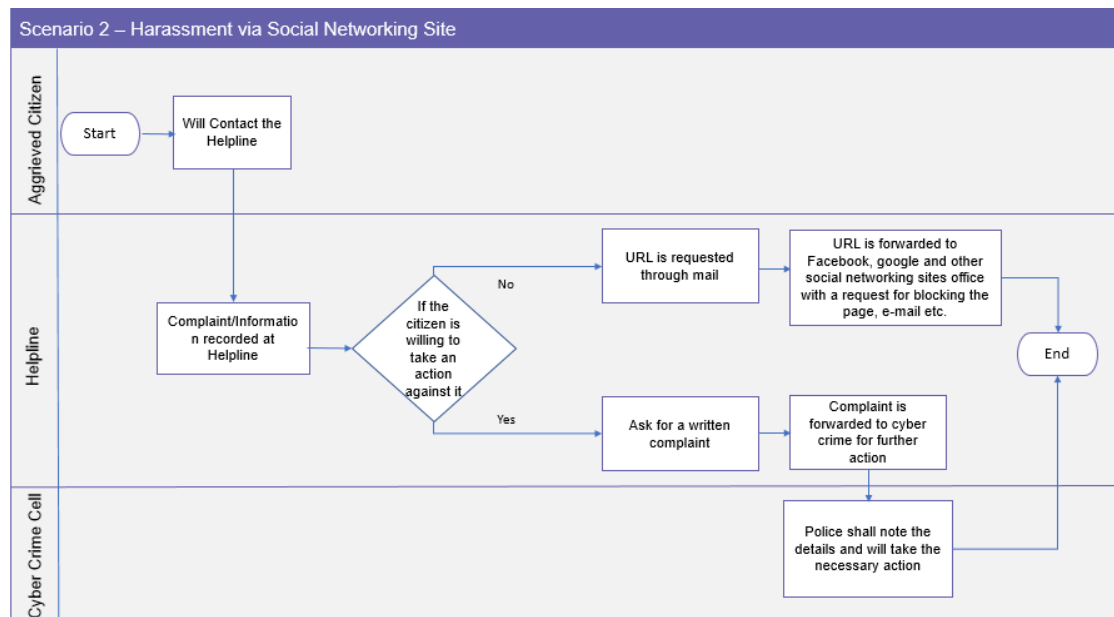 Scenario 2 – Harassment via Social Networking Site
Aggrieved Citizen
Start
Will Contact the
Helpline
Helpline
Complaint/Informatio
n recorded at
Helpline
If the
citizen is
willing to
take an
action
against it
No
URL is requested
through mail
URL is forwarded to
Facebook, google and other
social networking sites office
with a request for blocking the
page, e-mail etc.
End
Yes
Ask for a written
complaint
Complaint is
forwarded to cyber
crime for further
action
Cyber Crime Cell
Police shall note the
details and will take the
necessary action